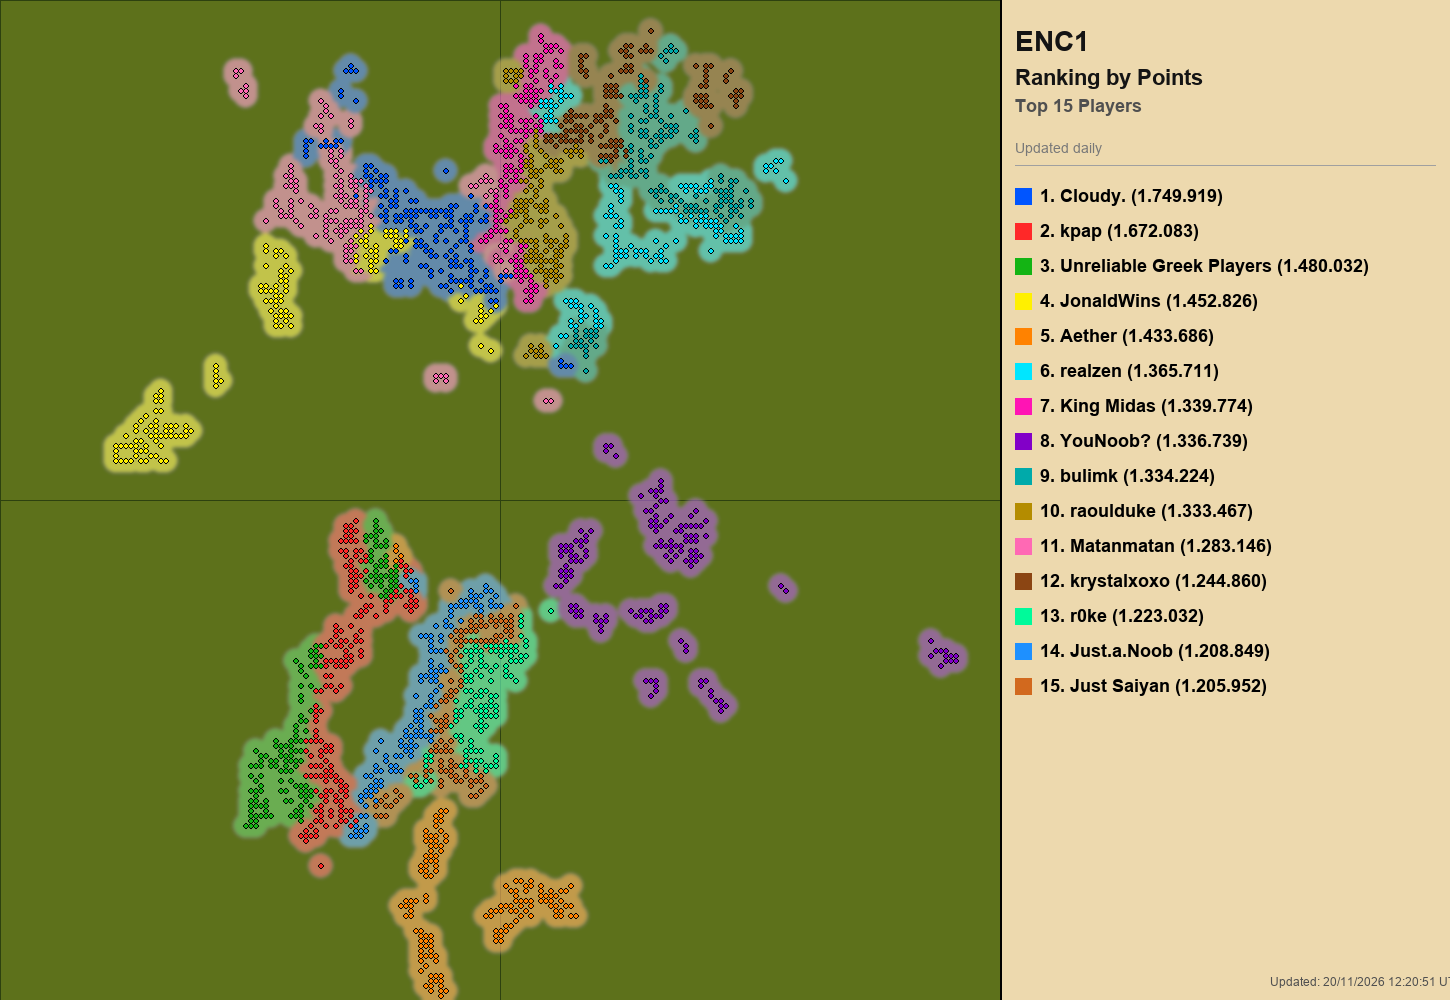 ENC1
Ranking by Points
Top 15 Players
Updated daily
1. Cloudy. (1.749.919)
2. kpap (1.672.083)
3. Unreliable Greek Players (1.480.032)
4. JonaldWins (1.452.826)
5. Aether (1.433.686)
6. realzen (1.365.711)
7. King Midas (1.339.774)
8. YouNoob? (1.336.739)
9. bulimk (1.334.224)
10. raoulduke (1.333.467)
11. Matanmatan (1.283.146)
12. krystalxoxo (1.244.860)
13. r0ke (1.223.032)
14. Just.a.Noob (1.208.849)
15. Just Saiyan (1.205.952)
Updated: 20/11/2026 12:20:51